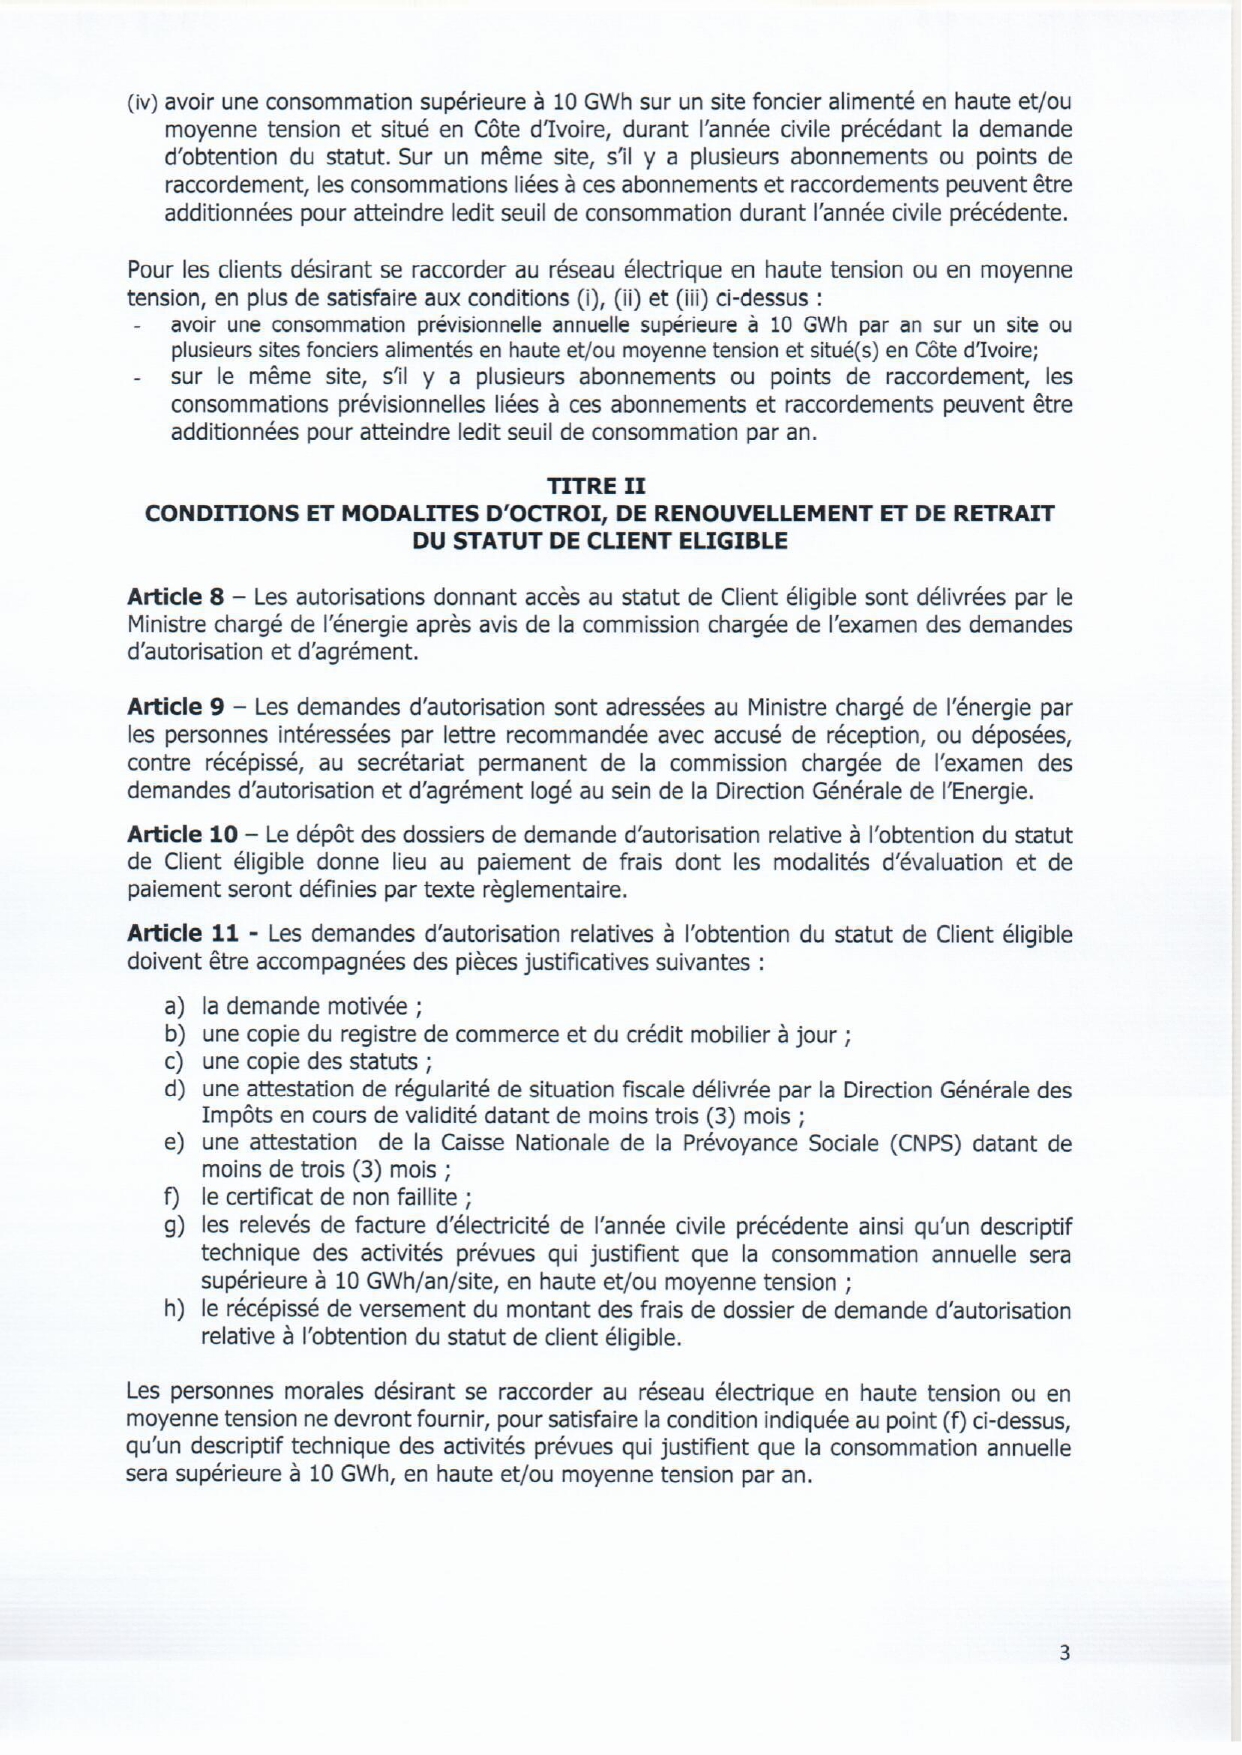 (iv) avoir une consommation supérieure à 10 GWh sur un site foncier alimenté en haute et/ou
moyenne tension et situé en Côte d'Ivoire, durant l'année civile précédant la demande
d'obtention du statut. Sur un même site, s'il y a plusieurs abonnements ou points de
raccordement, les consommations liées à ces abonnements et raccordements peuvent être
additionnées pour atteindre ledit seuil de consommation durant l'année civile précédente.
Pour les clients désirant se raccorder au réseau électrique en haute tension ou en moyenne
tension, en plus de satisfaire aux conditions (i), (ii) et (iii) ci-dessus :
- avoir une consommation prévisionnelle annuelle supérieure à 10 GWh par an sur un site ou
plusieurs sites fonciers alimentés en haute et/ou moyenne tension et situé(s) en Côte d'Ivoire;
- sur le même site, s'il y a plusieurs abonnements ou points de raccordement, les
consommations prévisionnelles liées à ces abonnements et raccordements peuvent être
additionnées pour atteindre ledit seuil de consommation par an.
TITRE II
CONDITIONS ET MODALITES D'OCTROI, DE RENOUVELLEMENT ET DE RETRAIT
DU STATUT DE CLIENT ELIGIBLE
Article 8 – Les autorisations donnant accès au statut de Client éligible sont délivrées par le
Ministre chargé de l'énergie après avis de la commission chargée de l'examen des demandes
d'autorisation et d'agrément.
Article 9 – Les demandes d'autorisation sont adressées au Ministre chargé de l'énergie par
les personnes intéressées par lettre recommandée avec accusé de réception, ou déposées,
contre récépissé, au secrétariat permanent de la commission chargée de l'examen des
demandes d'autorisation et d'agrément logé au sein de la Direction Générale de l'Energie.
Article 10 – Le dépôt des dossiers de demande d'autorisation relative à l'obtention du statut
de Client éligible donne lieu au paiement de frais dont les modalités d'évaluation et de
paiement seront définies par texte règlementaire.
Article 11 - Les demandes d'autorisation relatives à l'obtention du statut de Client éligible
doivent être accompagnées des pièces justificatives suivantes :
a) la demande motivée ;
b) une copie du registre de commerce et du crédit mobilier à jour ;
c) une copie des statuts ;
d) une attestation de régularité de situation fiscale délivrée par la Direction Générale des
Impôts en cours de validité datant de moins trois (3) mois ;
e) une attestation de la Caisse Nationale de la Prévoyance Sociale (CNPS) datant de
moins de trois (3) mois ;
f) le certificat de non faillite ;
g) les relevés de facture d'électricité de l'année civile précédente ainsi qu'un descriptif
technique des activités prévues qui justifient que la consommation annuelle sera
supérieure à 10 GWh/an/site, en haute et/ou moyenne tension ;
h) le récépissé de versement du montant des frais de dossier de demande d'autorisation
relative à l'obtention du statut de client éligible.
Les personnes morales désirant se raccorder au réseau électrique en haute tension ou en
moyenne tension ne devront fournir, pour satisfaire la condition indiquée au point (f) ci-dessus,
qu'un descriptif technique des activités prévues qui justifient que la consommation annuelle
sera supérieure à 10 GWh, en haute et/ou moyenne tension par an.
3